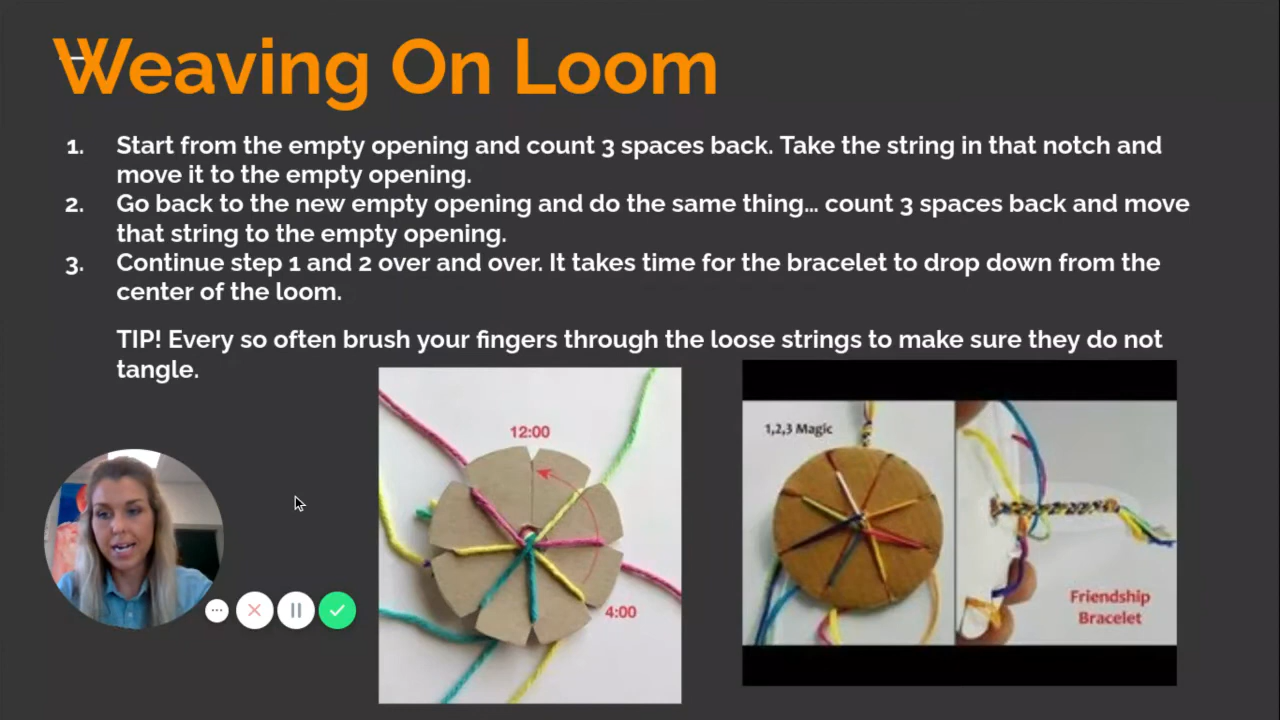 Weaving On Loom
1. Start from the empty opening and count 3 spaces back. Take the string in that notch and
move it to the empty opening.
2. Go back to the new empty opening and do the same thing... count 3 spaces back and move
that string to the empty opening.
3. Continue step 1 and 2 over and over. It takes time for the bracelet to drop down from the
center of the loom.
TIP! Every so often brush your fingers through the loose strings to make sure they do not
tangle.
12:00
4:00
1,2,3 Magic
Friendship
Bracelet